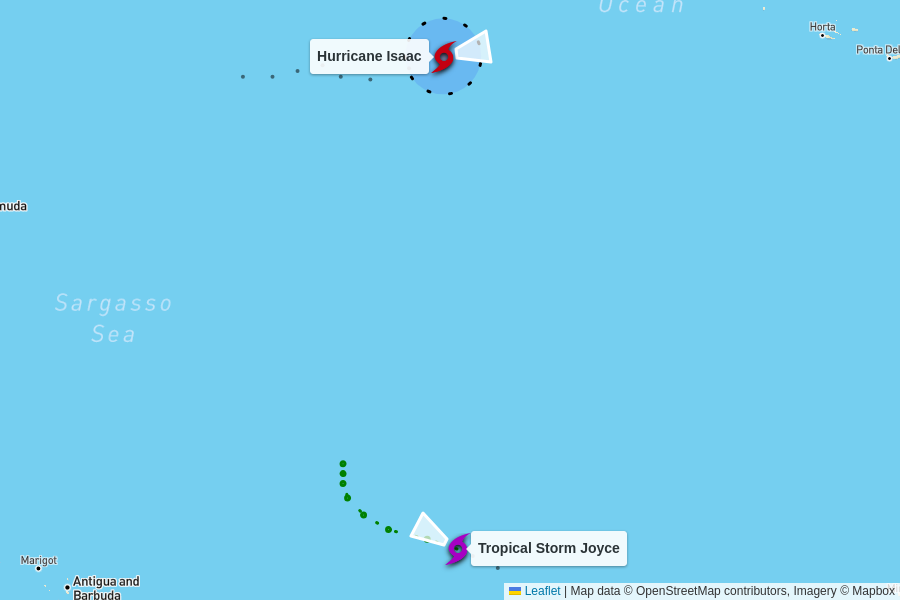 Ocean
Horta
Ponta Del
Hurricane Isaac
muda
Sargasso
Sea
Tropical Storm Joyce
Marigot
Antigua and
Barbuda
Leaflet | Map data © OpenStreetMap contributors, Imagery © Mapbox